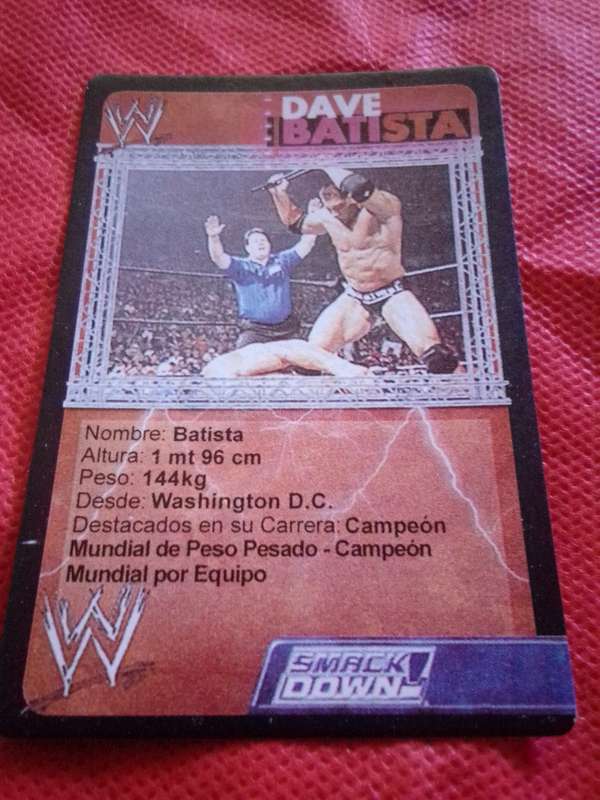 W
DAVE
BATISTA
Nombre: Batista
Altura: 1 mt 96 cm
Peso: 144kg
Desde: Washington D.C.
Destacados en su Carrera: Campeón
Mundial de Peso Pesado - Campeón
Mundial por Equipo
W
SMACK
DOWN!